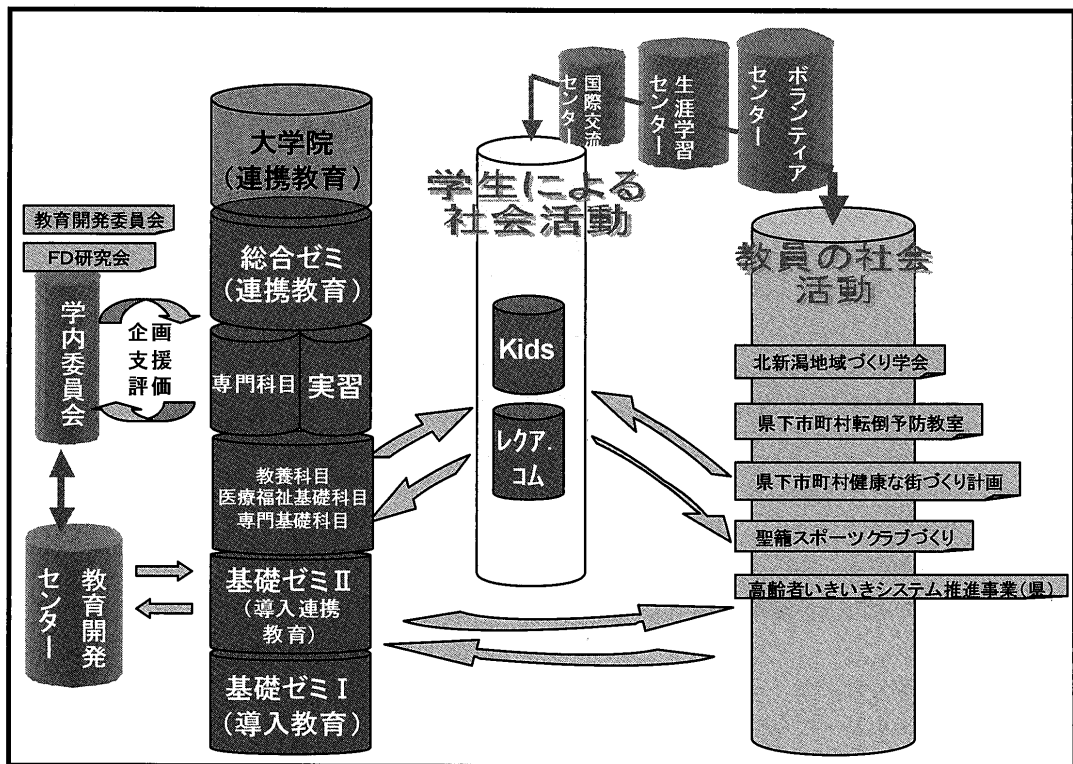 国際交流
センター
生涯学習
センター
ボランティア
センター
大学院
(連携教育)
教育開発委員会
FD研究会
学内委員会
企画
支援
評価
総合ゼミ
(連携教育)
専門科目
実習
教養科目
医療福祉基礎科目
専門基礎科目
基礎ゼミⅡ
(導入連携
教育)
基礎ゼミⅠ
(導入教育)
教育開発
センター
学生による
社会活動
Kids
レクア.
コム
教員の社会
活動
北新潟地域づくり学会
県下市町村転倒予防教室
県下市町村健康な街づくり計画
聖籠スポーツクラブづくり
高齢者いきいきシステム推進事業(県)